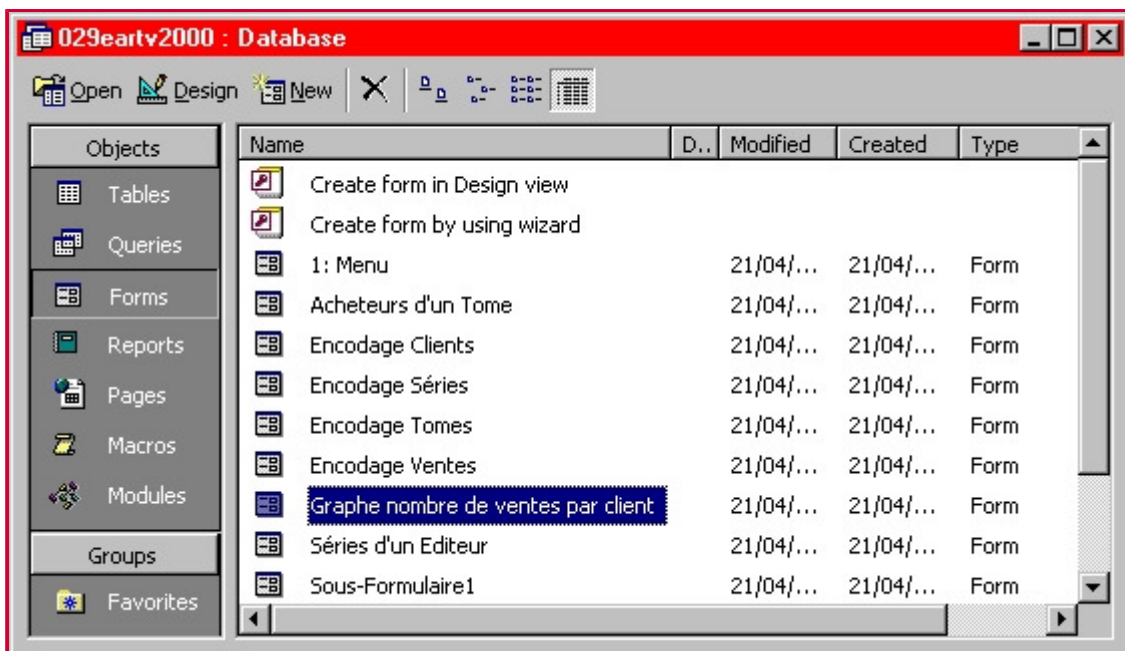 029eartv2000 : Database
Open Design New
Objects
Tables
Queries
Forms
Reports
Pages
Macros
Modules
Groups
Favorites
Name D.. Modified Created Type
Create form in Design view
Create form by using wizard
1: Menu 21/04/... 21/04/... Form
Acheteurs d'un Tome 21/04/... 21/04/... Form
Encodage Clients 21/04/... 21/04/... Form
Encodage Séries 21/04/... 21/04/... Form
Encodage Tomes 21/04/... 21/04/... Form
Encodage Ventes 21/04/... 21/04/... Form
Graphe nombre de ventes par client 21/04/... 21/04/... Form
Séries d'un Editeur 21/04/... 21/04/... Form
Sous-Formulaire1 21/04/... 21/04/... Form